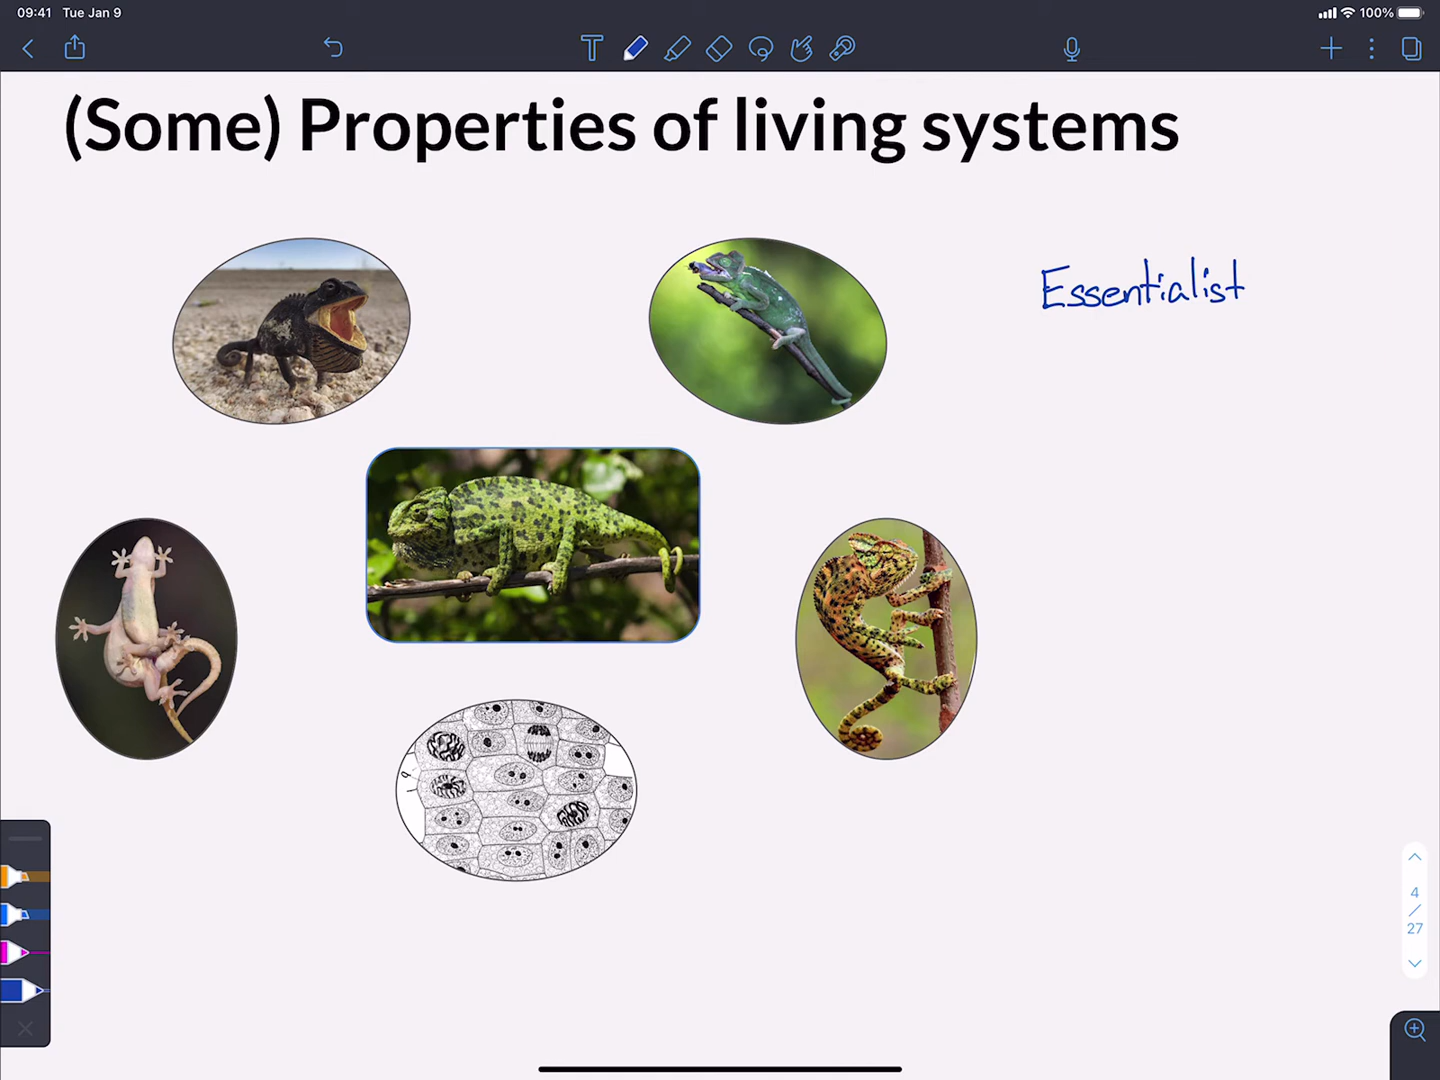 09:41 Tue Jan 9
100%
(Some) Properties of living systems
Essentialist
4
/
27